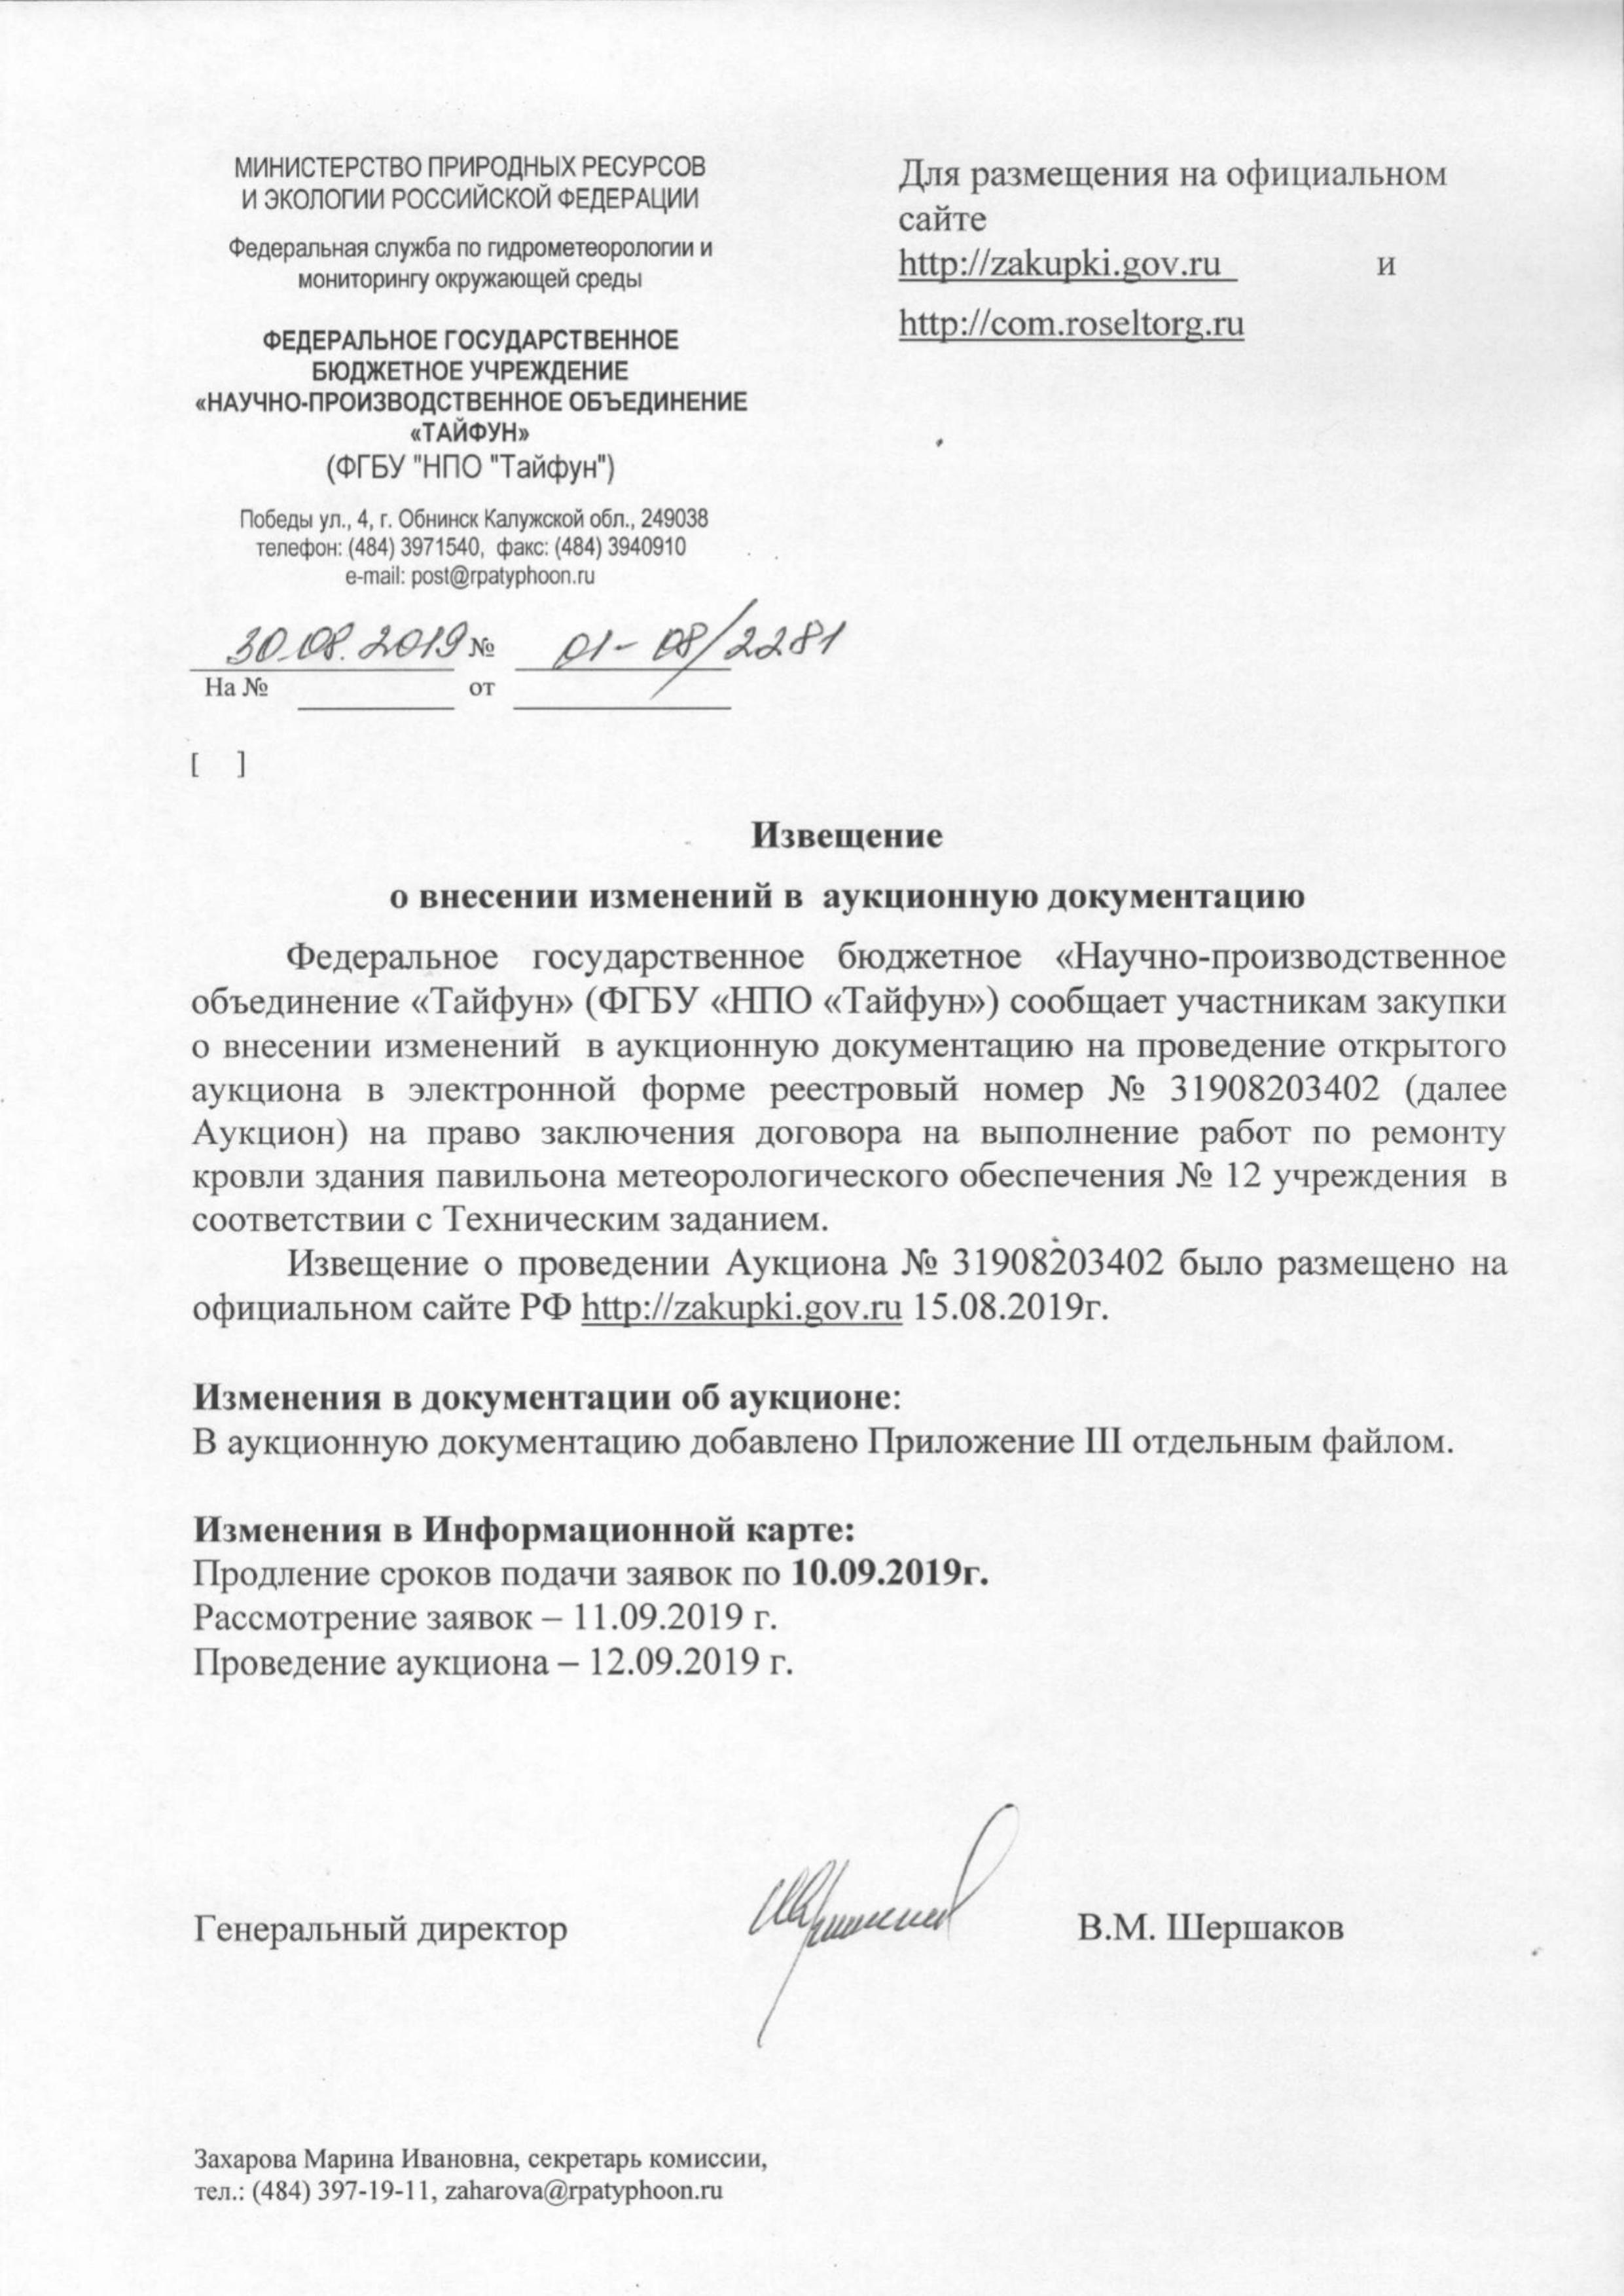 МИНИСТЕРСТВО ПРИРОДНЫХ РЕСУРСОВ
И ЭКОЛОГИИ РОССИЙСКОЙ ФЕДЕРАЦИИ
Федеральная служба по гидрометеорологии и
мониторингу окружающей среды
ФЕДЕРАЛЬНОЕ ГОСУДАРСТВЕННОЕ
БЮДЖЕТНОЕ УЧРЕЖДЕНИЕ
«НАУЧНО-ПРОИЗВОДСТВЕННОЕ ОБЪЕДИНЕНИЕ
«ТАЙФУН»
(ФГБУ "НПО "Тайфун")
Победы ул., 4, г. Обнинск Калужской обл., 249038
телефон: (484) 3971540, факс: (484) 3940910
e-mail: post@rpatyphoon.ru
30.08.2019 № 01-08/2281
На № от
[ ]
Для размещения на официальном
сайте
http://zakupki.gov.ru и
http://com.roseltorg.ru
Извещение
о внесении изменений в аукционную документацию
Федеральное государственное бюджетное «Научно-производственное
объединение «Тайфун» (ФГБУ «НПО «Тайфун») сообщает участникам закупки
о внесении изменений в аукционную документацию на проведение открытого
аукциона в электронной форме реестровый номер № 31908203402 (далее
Аукцион) на право заключения договора на выполнение работ по ремонту
кровли здания павильона метеорологического обеспечения № 12 учреждения в
соответствии с Техническим заданием.
Извещение о проведении Аукциона № 31908203402 было размещено на
официальном сайте РФ http://zakupki.gov.ru 15.08.2019г.
Изменения в документации об аукционе:
В аукционную документацию добавлено Приложение III отдельным файлом.
Изменения в Информационной карте:
Продление сроков подачи заявок по 10.09.2019г.
Рассмотрение заявок – 11.09.2019 г.
Проведение аукциона – 12.09.2019 г.
Генеральный директор В.М. Шершаков
Захарова Марина Ивановна, секретарь комиссии,
тел.: (484) 397-19-11, zaharova@rpatyphoon.ru